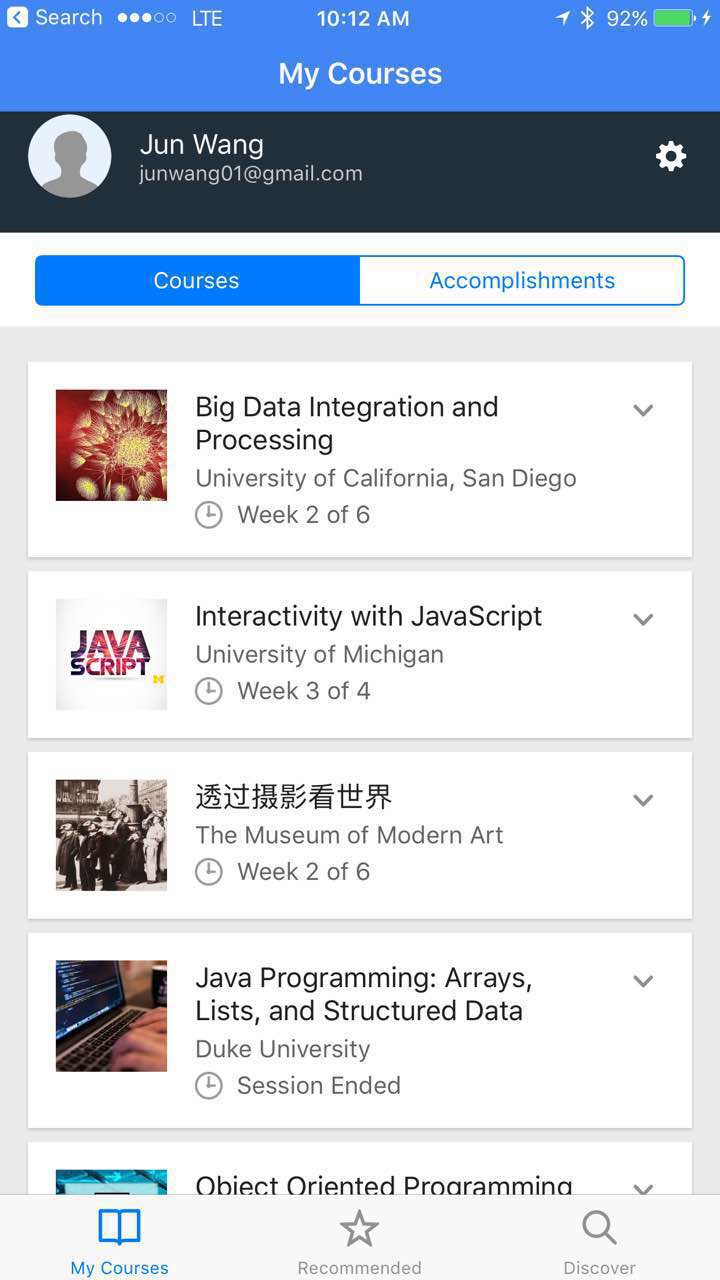 Search LTE 10:12 AM 92%
My Courses
Jun Wang
junwang01@gmail.com
Courses Accomplishments
Big Data Integration and
Processing
University of California, San Diego
Week 2 of 6
JAVA
SCRIPT
M
Interactivity with JavaScript
University of Michigan
Week 3 of 4
透过摄影看世界
The Museum of Modern Art
Week 2 of 6
Java Programming: Arrays,
Lists, and Structured Data
Duke University
Session Ended
Object Oriented Programming
My Courses Recommended Discover